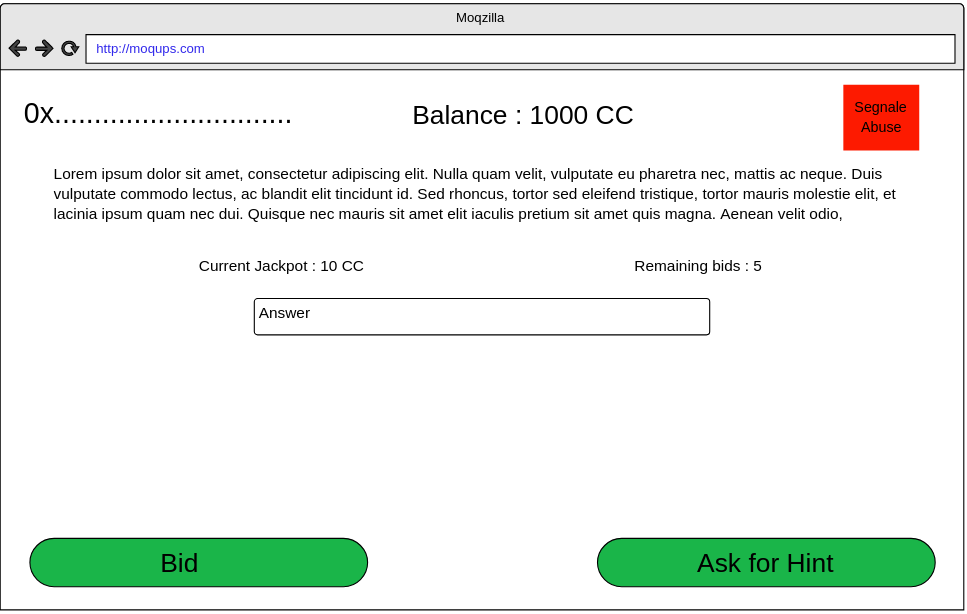 Moqzilla
http://moqups.com
0x..............................
Balance : 1000 CC
Segnale
Abuse
Lorem ipsum dolor sit amet, consectetur adipiscing elit. Nulla quam velit, vulputate eu pharetra nec, mattis ac neque. Duis
vulputate commodo lectus, ac blandit elit tincidunt id. Sed rhoncus, tortor sed eleifend tristique, tortor mauris molestie elit, et
lacinia ipsum quam nec dui. Quisque nec mauris sit amet elit iaculis pretium sit amet quis magna. Aenean velit odio,
Current Jackpot : 10 CC
Remaining bids : 5
Answer
Bid
Ask for Hint